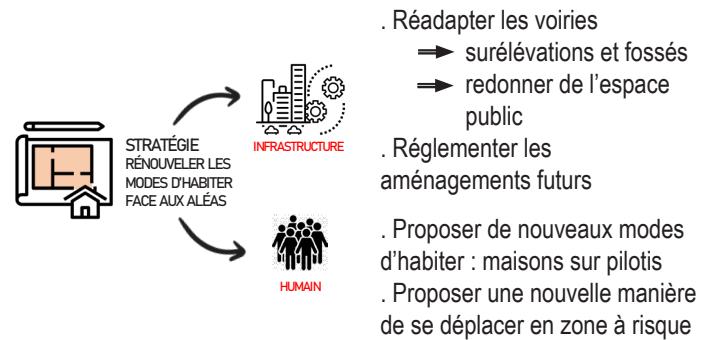 STRATÉGIE
RÉNOUVELER LES
MODES D'HABITER
FACE AUX ALÉAS
INFRASTRUCTURE
. Réadapter les voiries
surélévations et fossés
redonner de l'espace
public
. Réglementer les
aménagements futurs
HUMAIN
. Proposer de nouveaux modes
d'habiter : maisons sur pilotis
. Proposer une nouvelle manière
de se déplacer en zone à risque